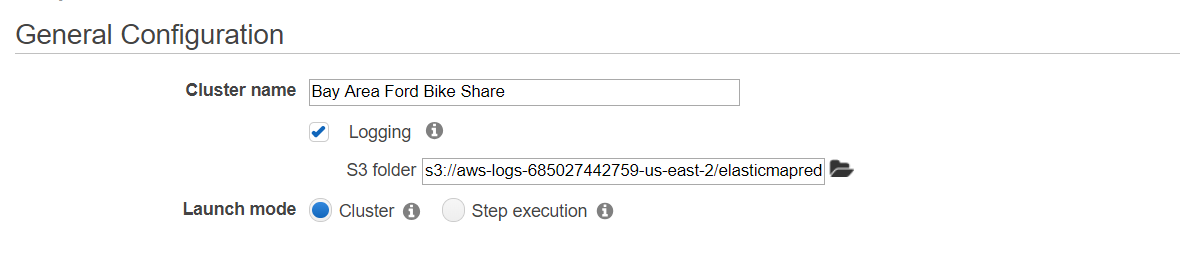 General Configuration
Cluster name Bay Area Ford Bike Share
Logging
S3 folder s3://aws-logs-685027442759-us-east-2/elasticmapred
Launch mode Cluster Step execution